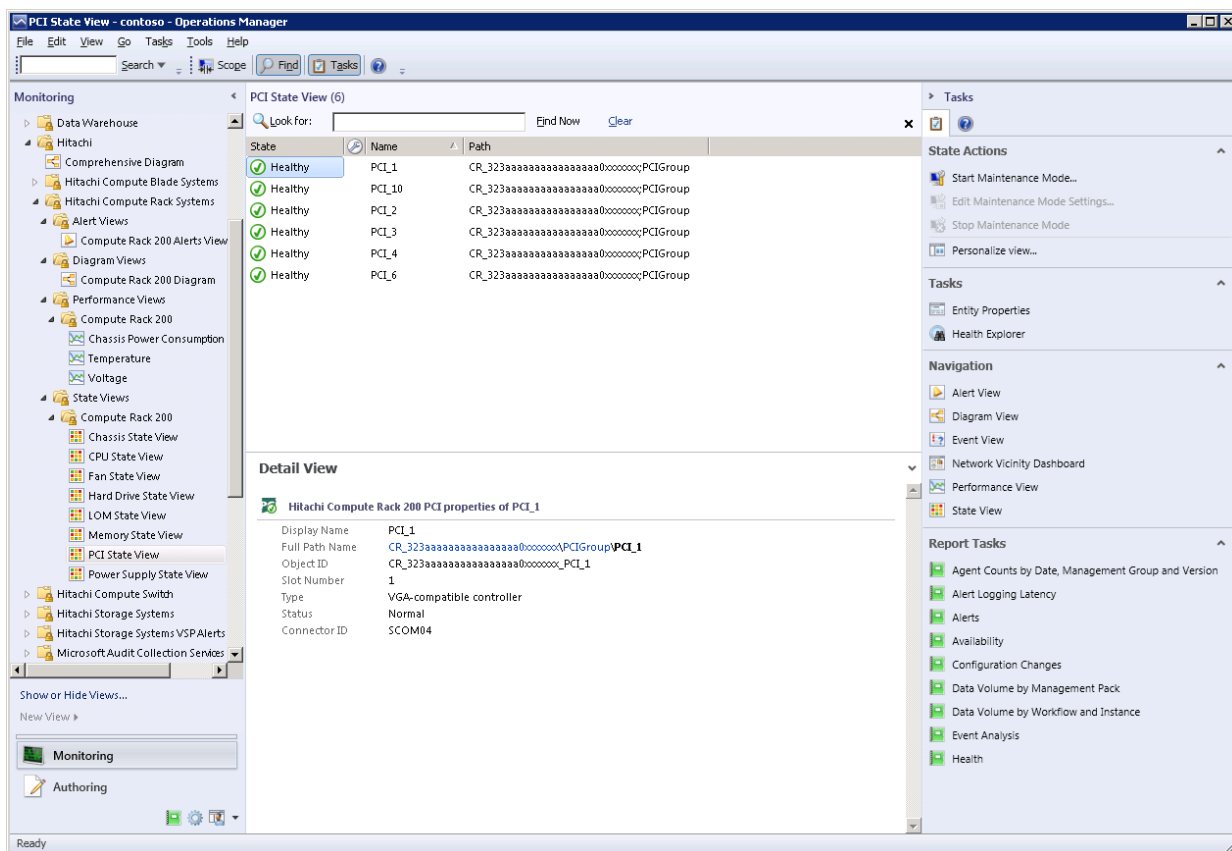 PCI State View - contoso - Operations Manager
File Edit View Go Tasks Tools Help
Search Scope Find Tasks
Monitoring
Data Warehouse
Hitachi
Comprehensive Diagram
Hitachi Compute Blade Systems
Hitachi Compute Rack Systems
Alert Views
Compute Rack 200 Alerts View
Diagram Views
Compute Rack 200 Diagram
Performance Views
Compute Rack 200
Chassis Power Consumption
Temperature
Voltage
State Views
Compute Rack 200
Chassis State View
CPU State View
Fan State View
Hard Drive State View
LOM State View
Memory State View
PCI State View
Power Supply State View
Hitachi Compute Switch
Hitachi Storage Systems
Hitachi Storage Systems VSP Alerts
Microsoft Audit Collection Services
Show or Hide Views...
New View
Monitoring
Authoring
Ready
PCI State View (6)
Look for: Find Now Clear
State Name Path
Healthy PCI_1 CR_323aaaaaaaaaaaaaaaa0xxxxxx;PCIGroup
Healthy PCI_10 CR_323aaaaaaaaaaaaaaaa0xxxxxx;PCIGroup
Healthy PCI_2 CR_323aaaaaaaaaaaaaaaa0xxxxxx;PCIGroup
Healthy PCI_3 CR_323aaaaaaaaaaaaaaaa0xxxxxx;PCIGroup
Healthy PCI_4 CR_323aaaaaaaaaaaaaaaa0xxxxxx;PCIGroup
Healthy PCI_6 CR_323aaaaaaaaaaaaaaaa0xxxxxx;PCIGroup
Detail View
Hitachi Compute Rack 200 PCI properties of PCI_1
Display Name PCI_1
Full Path Name CR_323aaaaaaaaaaaaaaaa0xxxxxx\PCIGroup\PCI_1
Object ID CR_323aaaaaaaaaaaaaaaa0xxxxxx_PCI_1
Slot Number 1
Type VGA-compatible controller
Status Normal
Connector ID SCOM04
Tasks
State Actions
Start Maintenance Mode...
Edit Maintenance Mode Settings...
Stop Maintenance Mode
Personalize view...
Tasks
Entity Properties
Health Explorer
Navigation
Alert View
Diagram View
Event View
Network Vicinity Dashboard
Performance View
State View
Report Tasks
Agent Counts by Date, Management Group and Version
Alert Logging Latency
Alerts
Availability
Configuration Changes
Data Volume by Management Pack
Data Volume by Workflow and Instance
Event Analysis
Health